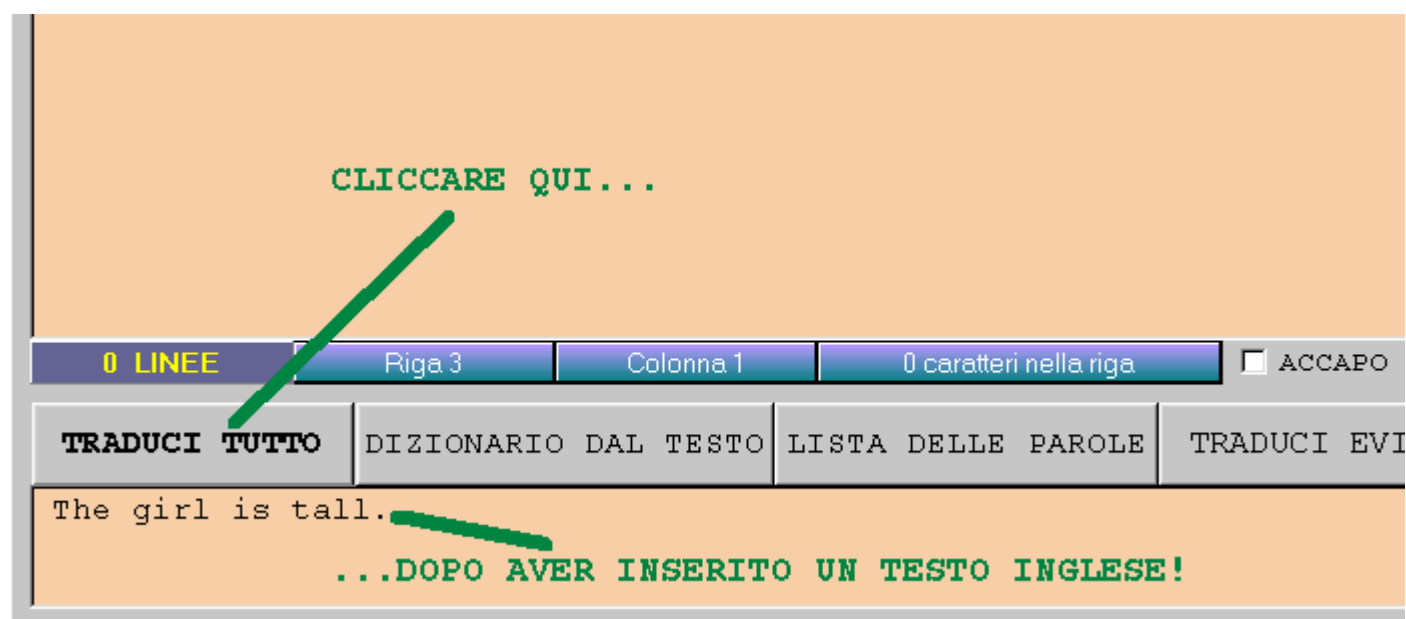 CLICCARE QUI...
0 LINEE Riga 3 Colonna 1 0 caratteri nella riga ACCAPO
TRADUCI TUTTO DIZIONARIO DAL TESTO LISTA DELLE PAROLE TRADUCI EVI
The girl is tall.
...DOPO AVER INSERITO UN TESTO INGLESE!